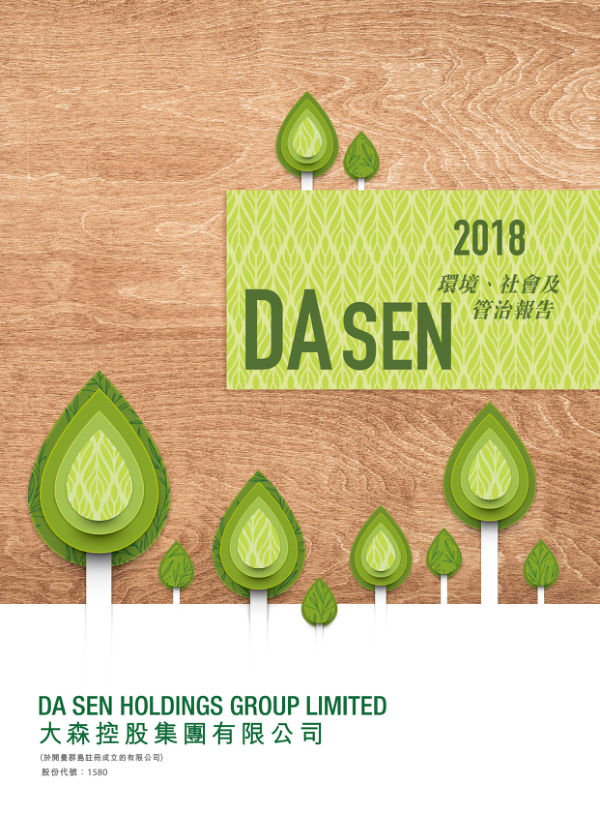 2018
環境、社會及
管治報告
DA SEN
DA SEN HOLDINGS GROUP LIMITED
大森控股集團有限公司
(於開曼群島註冊成立的有限公司)
股份代號：1580